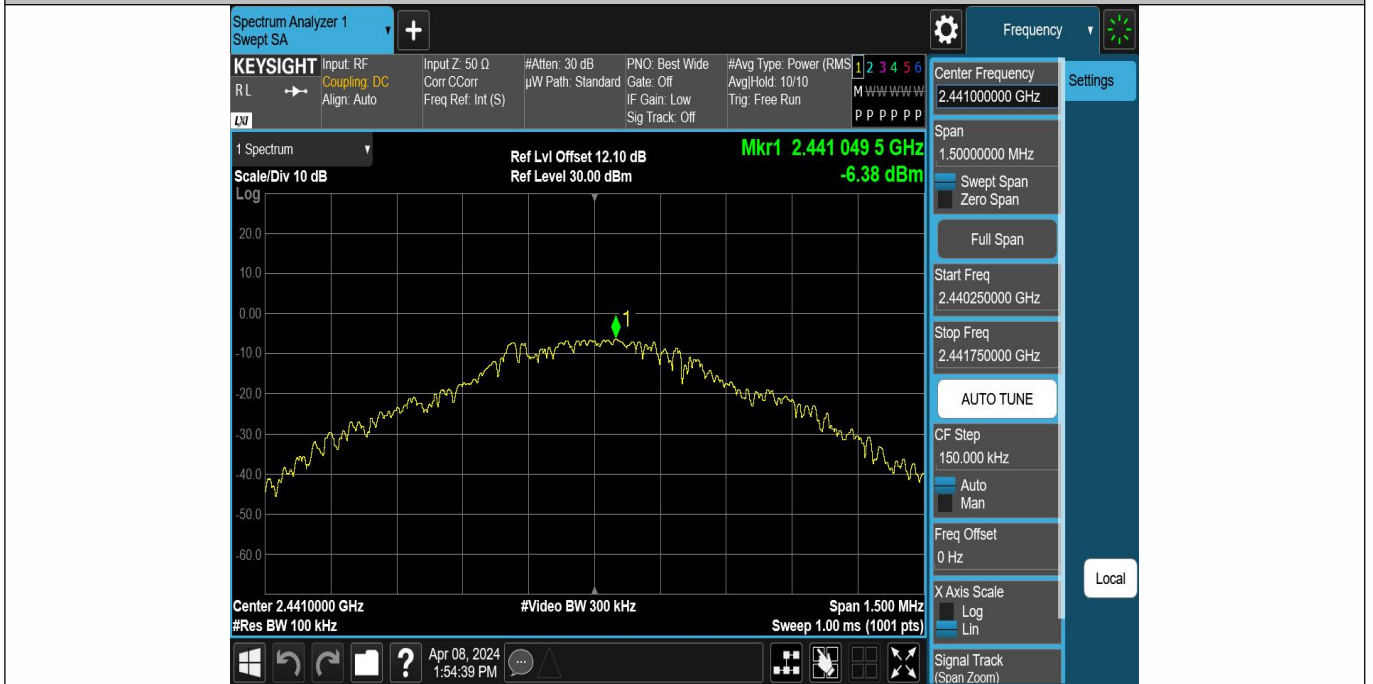 Spectrum Analyzer 1
Swept SA
+
Frequency
KEYSIGHT
R L
LXI
Input: RF
Coupling: DC
Align: Auto
Input Z: 50 Ω
Corr CCorr
Freq Ref: Int (S)
#Atten: 30 dB
µW Path: Standard
PNO: Best Wide
Gate: Off
IF Gain: Low
Sig Track: Off
#Avg Type: Power (RMS
Avg|Hold: 10/10
Trig: Free Run
1 2 3 4 5 6
M W W W W W
P P P P P P
1 Spectrum
Scale/Div 10 dB
Log
Ref Lvl Offset 12.10 dB
Ref Level 30.00 dBm
Mkr1 2.441 049 5 GHz
-6.38 dBm
20.0
10.0
0.00
-10.0
-20.0
-30.0
-40.0
-50.0
-60.0
1
Center 2.4410000 GHz
#Res BW 100 kHz
#Video BW 300 kHz
Span 1.500 MHz
Sweep 1.00 ms (1001 pts)
Center Frequency
2.441000000 GHz
Settings
Span
1.50000000 MHz
Swept Span
Zero Span
Full Span
Start Freq
2.440250000 GHz
Stop Freq
2.441750000 GHz
AUTO TUNE
CF Step
150.000 kHz
Auto
Man
Freq Offset
0 Hz
X Axis Scale
Log
Lin
Signal Track
(Span Zoom)
Local
?
Apr 08, 2024
1:54:39 PM